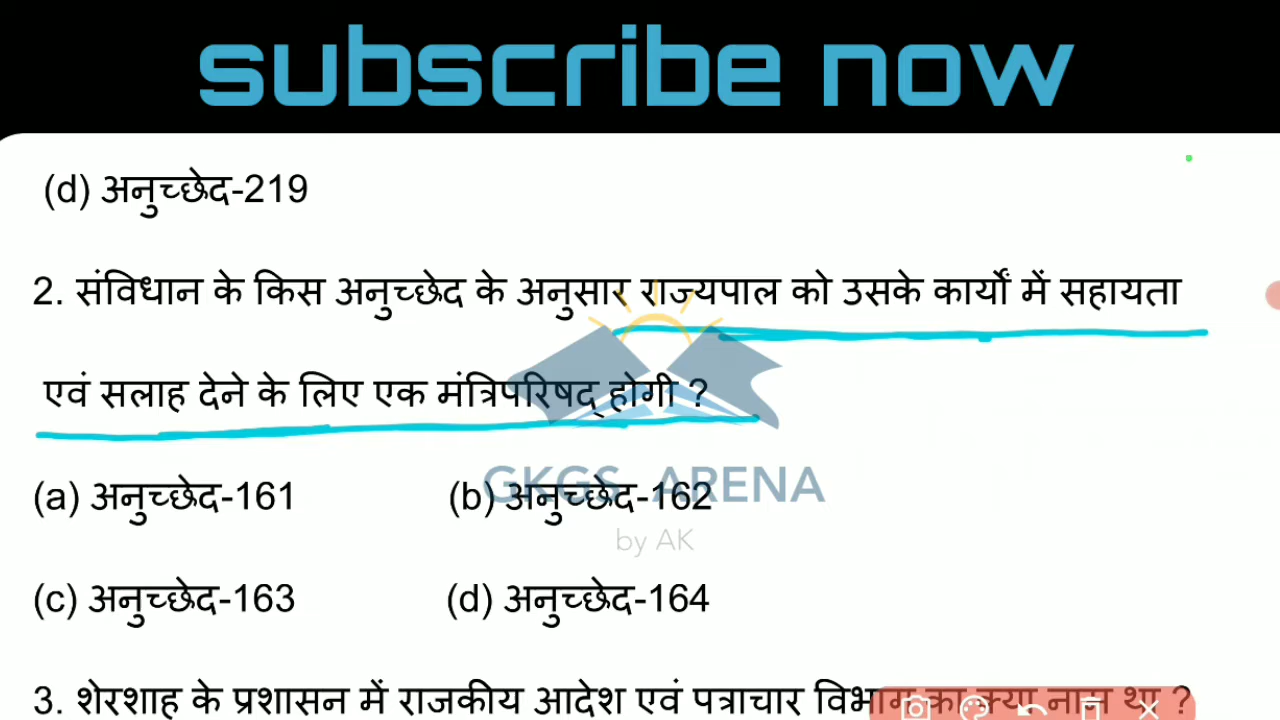 subscribe now
(d) अनुच्छेद-219
2. संविधान के किस अनुच्छेद के अनुसार राज्यपाल को उसके कार्यों में सहायता
एवं सलाह देने के लिए एक मंत्रिपरिषद् होगी ?
(a) अनुच्छेद-161 (b) अनुच्छेद-162
GKGS ARENA
by AK
(c) अनुच्छेद-163 (d) अनुच्छेद-164
3. शेरशाह के प्रशासन में राजकीय आदेश एवं पत्राचार विभाग का क्या नाम था ?